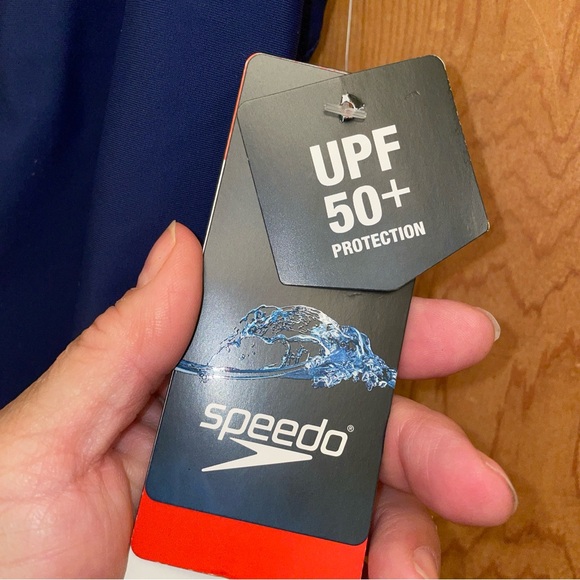 UPF
50+
PROTECTION
speedo®